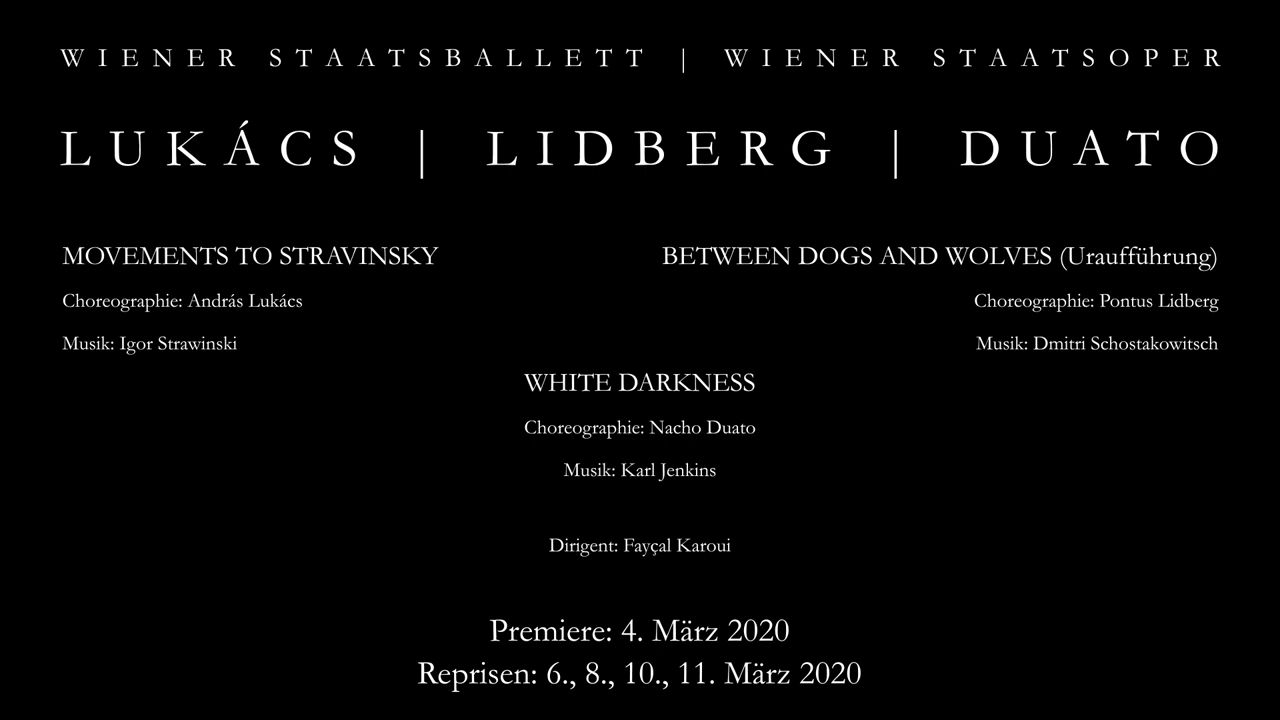 WIENER STAATSBALLETT | WIENER STAATSOPER
LUKÁCS | LIDBERG | DUATO
MOVEMENTS TO STRAVINSKY
Choreographie: András Lukács
Musik: Igor Strawinski
BETWEEN DOGS AND WOLVES (Uraufführung)
Choreographie: Pontus Lidberg
Musik: Dmitri Schostakowitsch
WHITE DARKNESS
Choreographie: Nacho Duato
Musik: Karl Jenkins
Dirigent: Fayçal Karoui
Premiere: 4. März 2020
Reprisen: 6., 8., 10., 11. März 2020